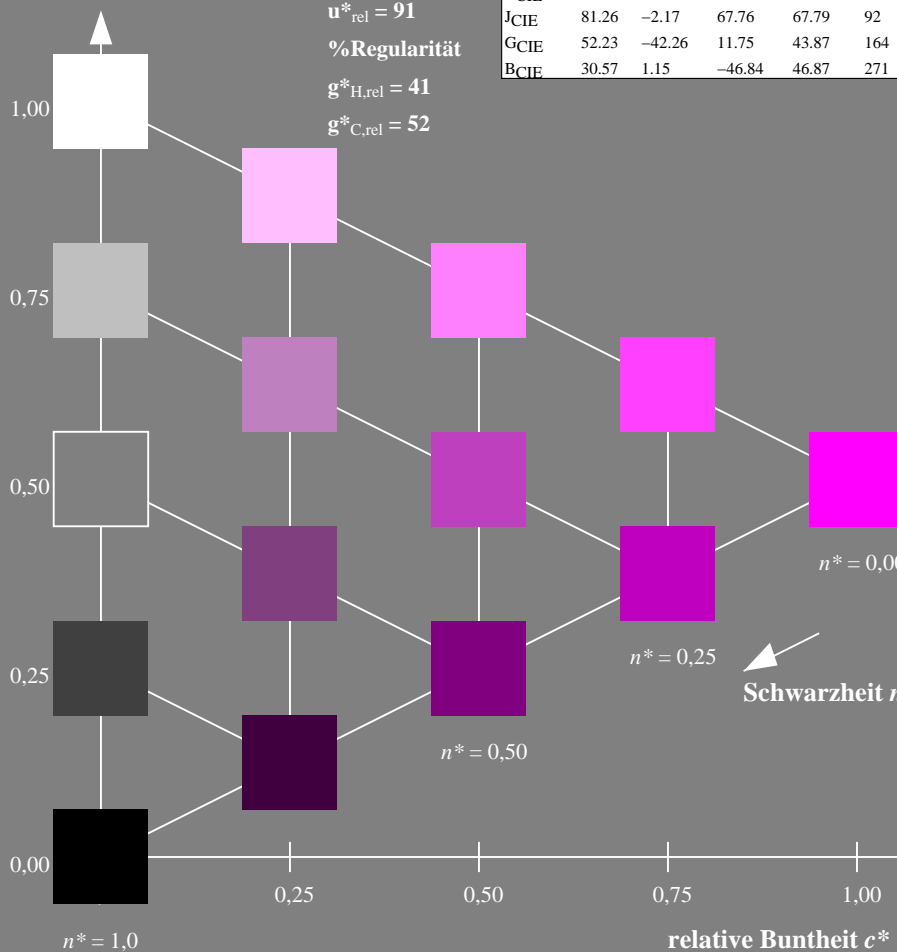 u*rel = 91
%Regularität
g*H,rel = 41
g*C,rel = 52
JCIE 81.26 −2.17 67.76 67.79 92
GCIE 52.23 −42.26 11.75 43.87 164
BCIE 30.57 1.15 −46.84 46.87 271
1,00
0,75
0,50
0,25
0,00
n* = 0,00
n* = 0,25
Schwarzheit n
n* = 0,50
0,25 0,50 0,75 1,00
n* = 1,0
relative Buntheit c*